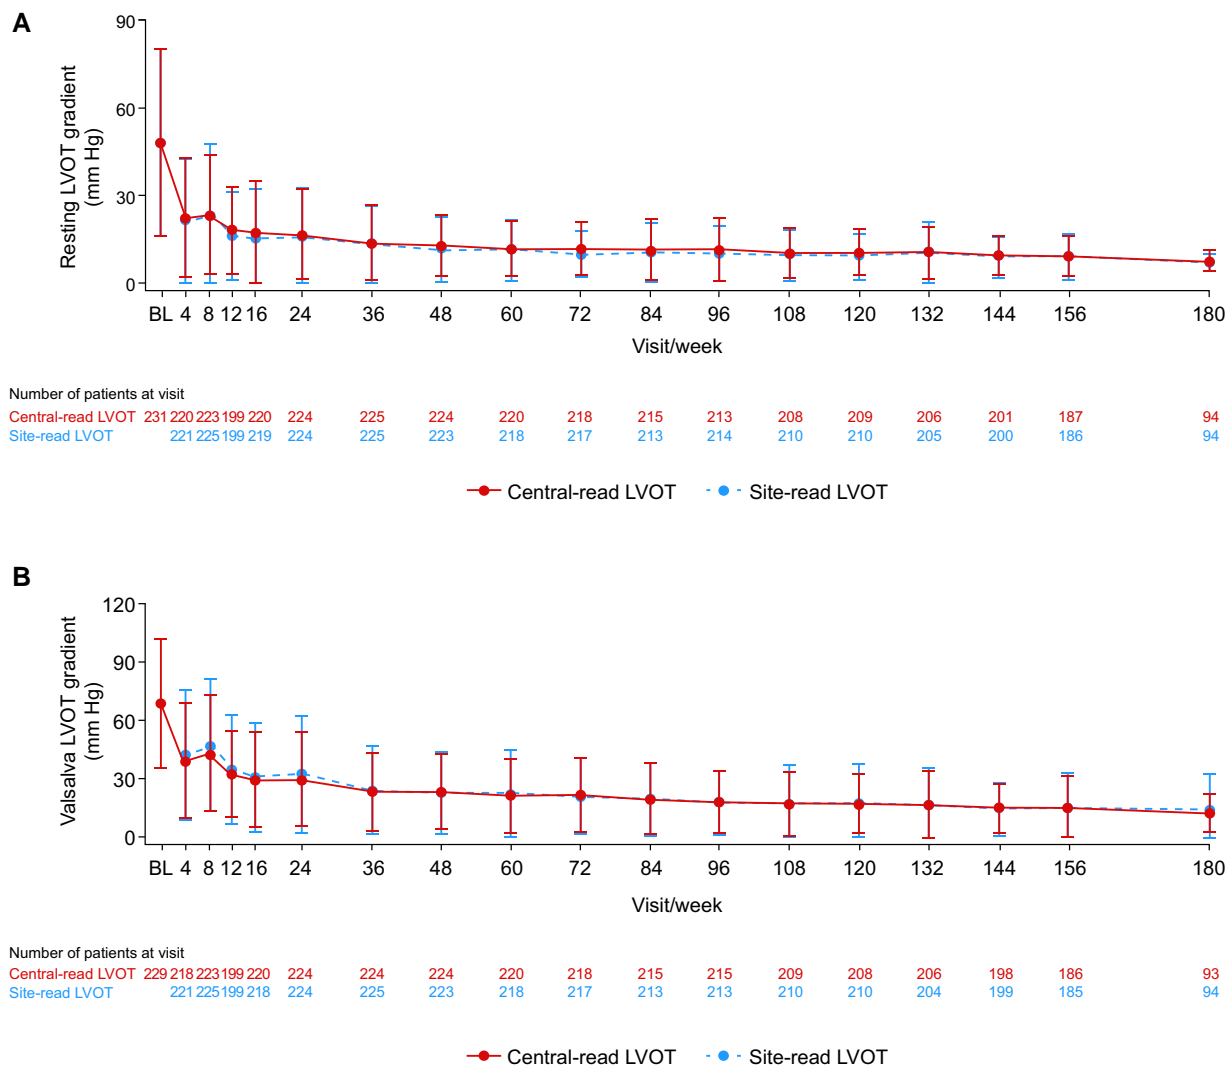 A
90
60
30
0
Resting LVOT gradient
(mm Hg)
BL 4 8 12 16 24 36 48 60 72 84 96 108 120 132 144 156 180
Visit/week
Number of patients at visit
Central-read LVOT 231 220 223 199 220 224 225 224 220 218 215 213 208 209 206 201 187 94
Site-read LVOT 221 225 199 219 224 225 223 218 217 213 214 210 210 205 200 186 94
Central-read LVOT Site-read LVOT
B
120
90
60
30
0
Valsalva LVOT gradient
(mm Hg)
BL 4 8 12 16 24 36 48 60 72 84 96 108 120 132 144 156 180
Visit/week
Number of patients at visit
Central-read LVOT 229 218 223 199 220 224 224 224 220 218 215 215 209 208 206 198 186 93
Site-read LVOT 221 225 199 218 224 225 223 218 217 213 213 210 210 204 199 185 94
Central-read LVOT Site-read LVOT